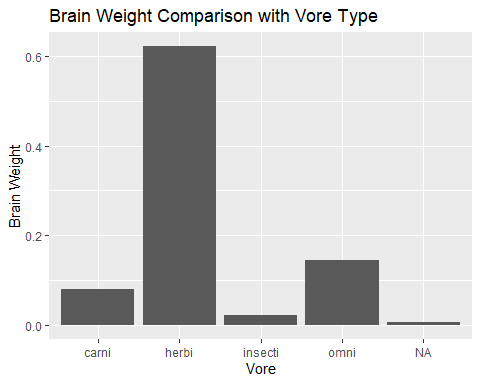 Brain Weight Comparison with Vore Type
Brain Weight
0.6
0.4
0.2
0.0
carni herbi insecti omni NA
Vore